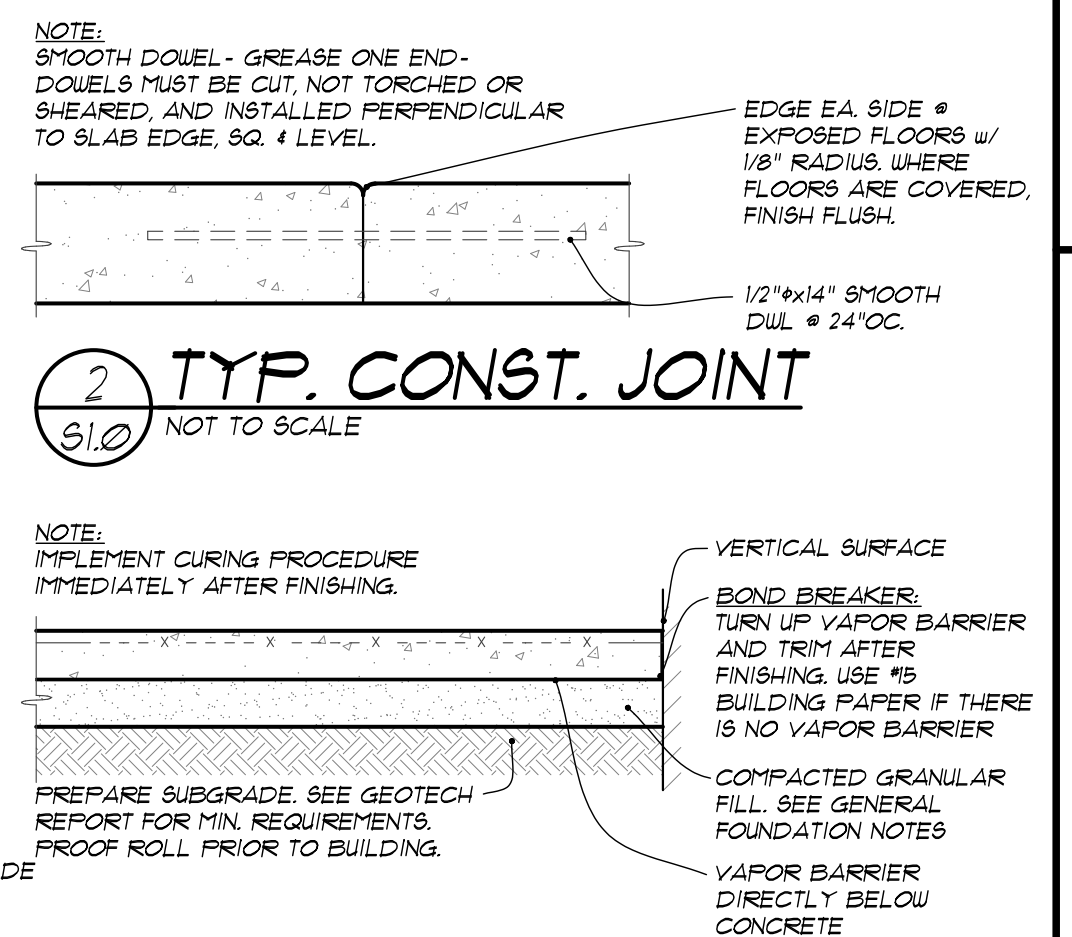 NOTE:
SMOOTH DOWEL- GREASE ONE END-
DOWELS MUST BE CUT, NOT TORCHED OR
SHEARED, AND INSTALLED PERPENDICULAR
TO SLAB EDGE, SQ. & LEVEL.
EDGE EA. SIDE @
EXPOSED FLOORS w/
1/8" RADIUS. WHERE
FLOORS ARE COVERED,
FINISH FLUSH.
1/2"φx14" SMOOTH
DWL @ 24"OC.
2
S1.Ø
TYP. CONST. JOINT
NOT TO SCALE
NOTE:
IMPLEMENT CURING PROCEDURE
IMMEDIATELY AFTER FINISHING.
VERTICAL SURFACE
BOND BREAKER:
TURN UP VAPOR BARRIER
AND TRIM AFTER
FINISHING. USE #15
BUILDING PAPER IF THERE
IS NO VAPOR BARRIER
X X X X X
COMPACTED GRANULAR
FILL. SEE GENERAL
FOUNDATION NOTES
PREPARE SUBGRADE. SEE GEOTECH
REPORT FOR MIN. REQUIREMENTS.
PROOF ROLL PRIOR TO BUILDING.
DE
VAPOR BARRIER
DIRECTLY BELOW
CONCRETE